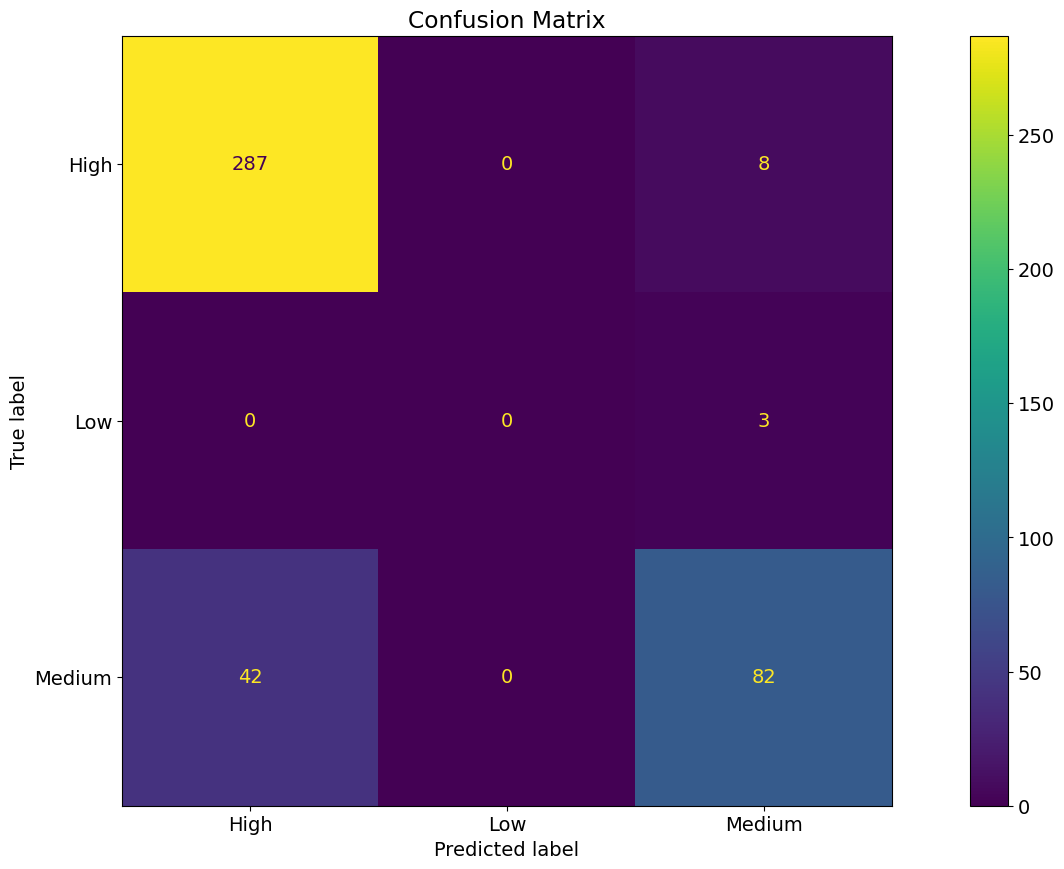 Confusion Matrix
High 287 0 8
Low 0 0 3
Medium 42 0 82
High Low Medium
Predicted label
True label
250
200
150
100
50
0